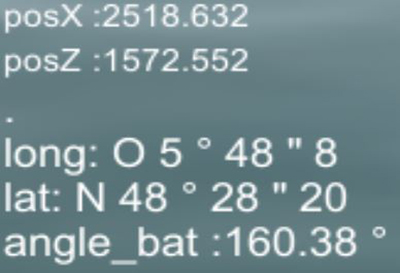 posX :2518.632
posZ :1572.552
.
long: O 5 ° 48 " 8
lat: N 48 ° 28 " 20
angle_bat :160.38 °